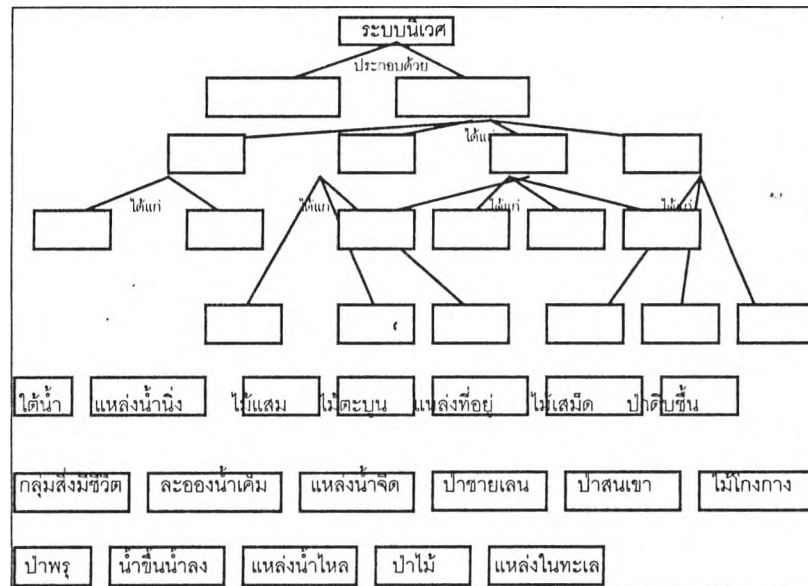 ระบบนิเวศ
ประกอบด้วย
ได้แก่
ได้แก่ ได้แก่ ได้แก่ ได้แก่
ใต้น้ำ แหล่งน้ำนิ่ง ไม้แสม ไม้ตะบูน แหล่งที่อยู่ ไม้เสม็ด ป่าดิบชื้น
กลุ่มสิ่งมีชีวิต ละอองน้ำเค็ม แหล่งน้ำจืด ป่าชายเลน ป่าสนเขา ไม้โกงกาง
ป่าพรุ น้ำขึ้นน้ำลง แหล่งน้ำไหล ป่าไม้ แหล่งในทะเล